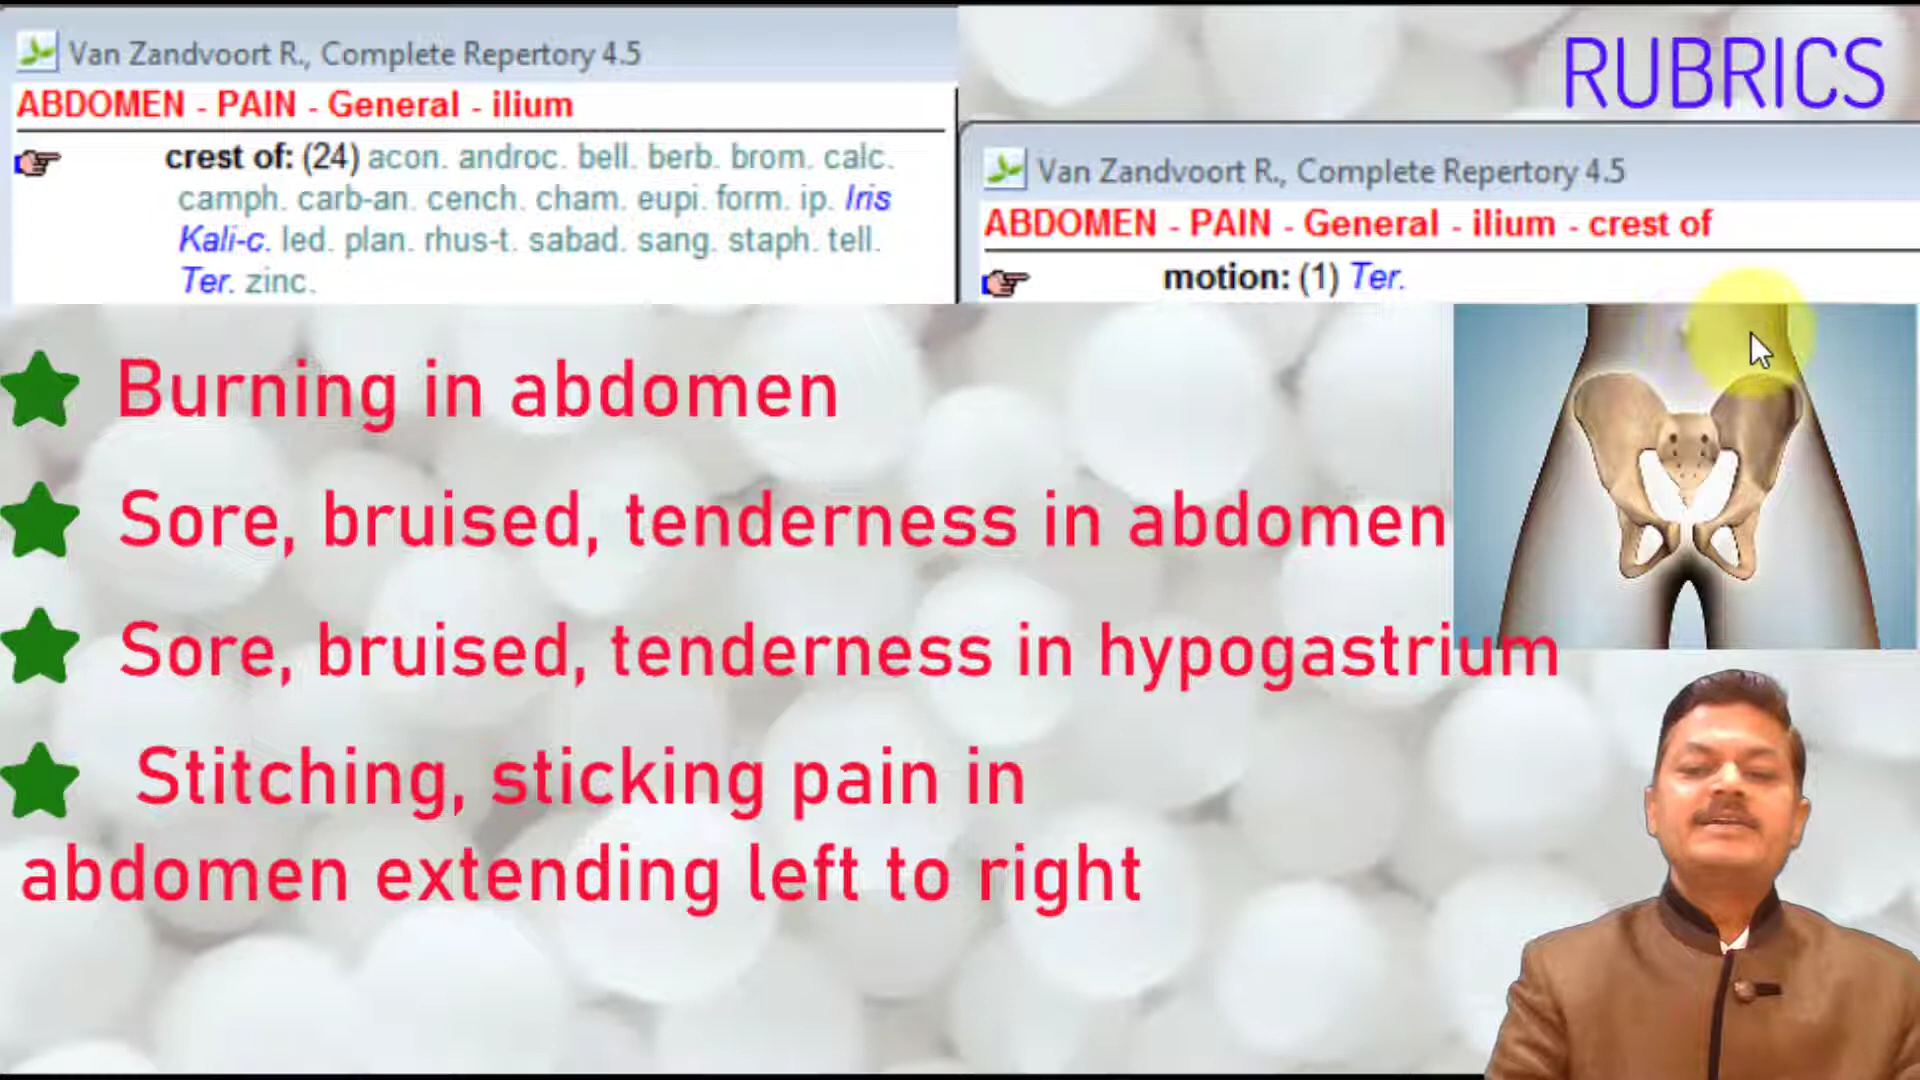 Van Zandvoort R., Complete Repertory 4.5
ABDOMEN - PAIN - General - ilium
crest of: (24) acon. androc. bell. berb. brom. calc.
camph. carb-an. cench. cham. eupi. form. ip. Iris
Kali-c. led. plan. rhus-t. sabad. sang. staph. tell.
Ter. zinc.
RUBRICS
Van Zandvoort R., Complete Repertory 4.5
ABDOMEN - PAIN - General - ilium - crest of
motion: (1) Ter.
Burning in abdomen
Sore, bruised, tenderness in abdomen
Sore, bruised, tenderness in hypogastrium
Stitching, sticking pain in
abdomen extending left to right